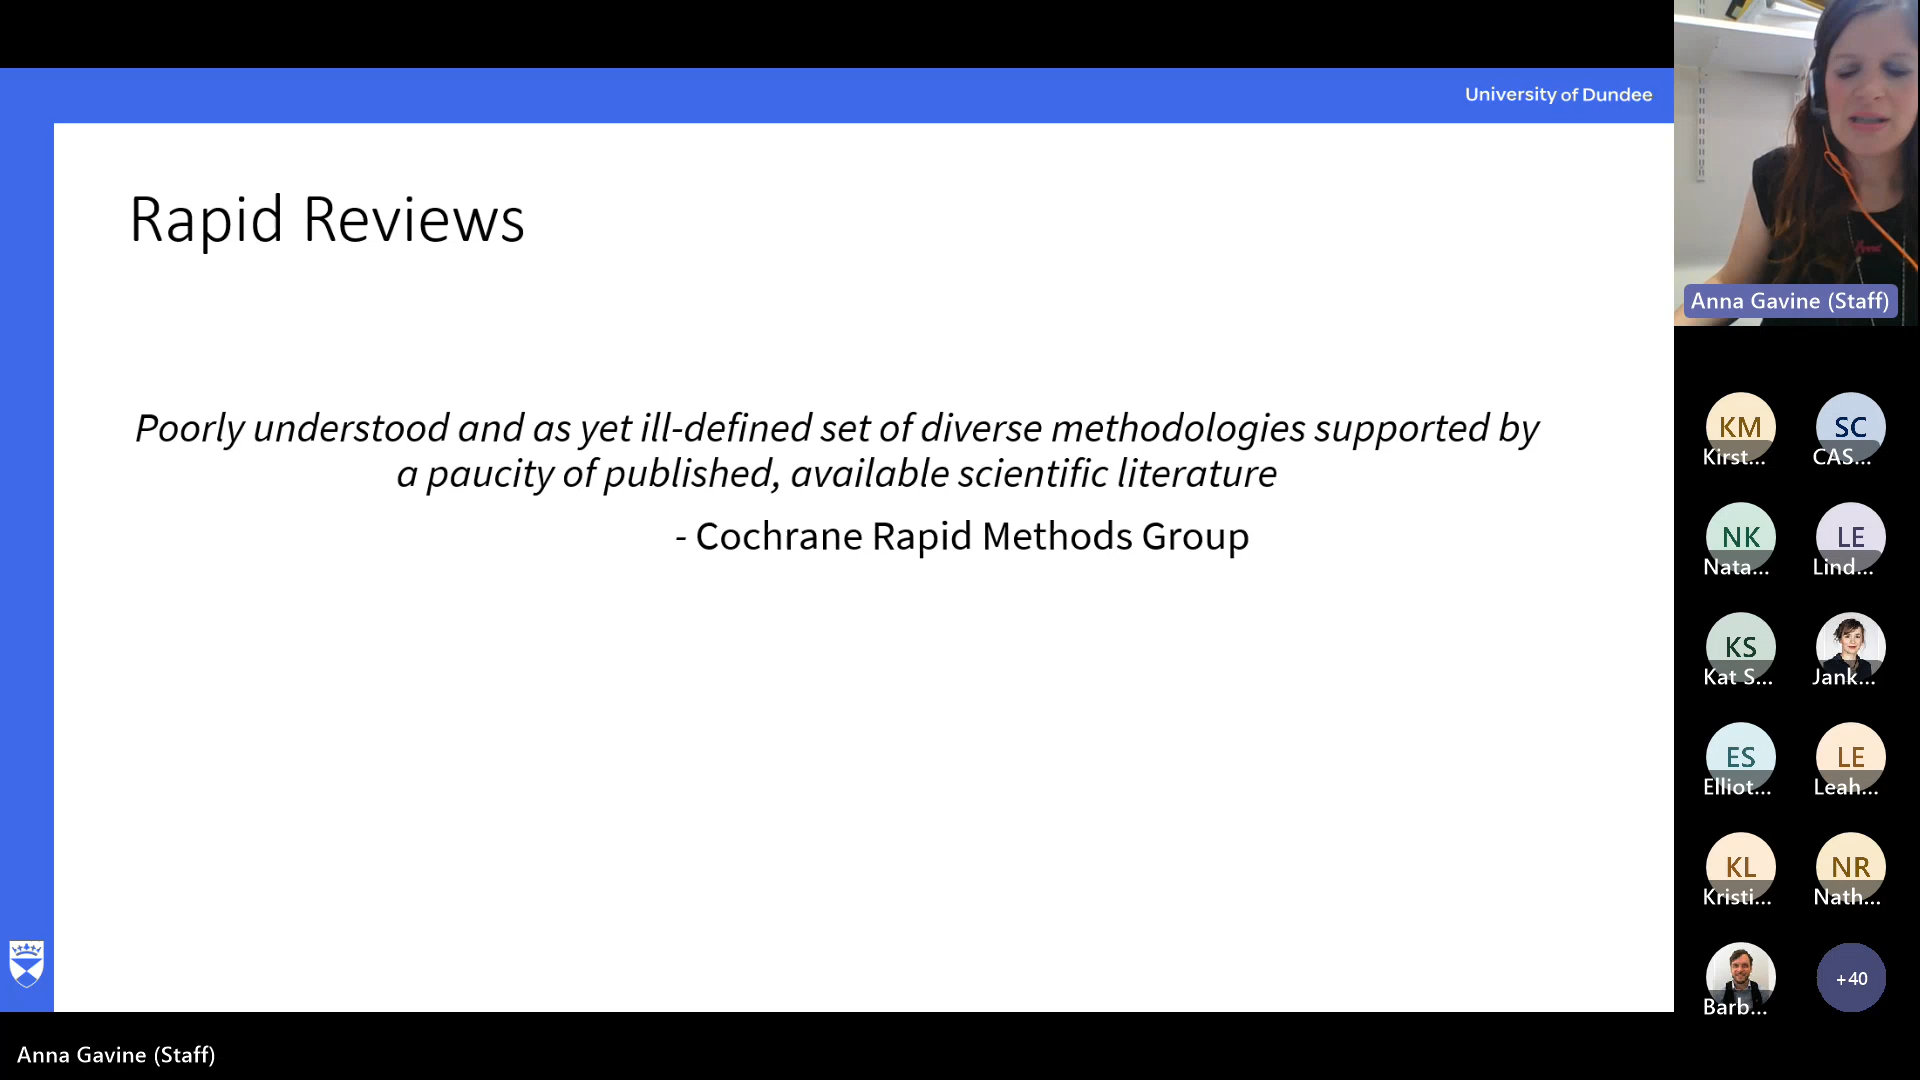 University of Dundee
Rapid Reviews
Poorly understood and as yet ill-defined set of diverse methodologies supported by
a paucity of published, available scientific literature
- Cochrane Rapid Methods Group
Anna Gavine (Staff)
KM
Kirst...
SC
CAS...
NK
Nata...
LE
Lind...
KS
Kat S...
Jank...
ES
Elliot...
LE
Leah...
KL
Kristi...
NR
Nath...
Barb...
+40
Anna Gavine (Staff)